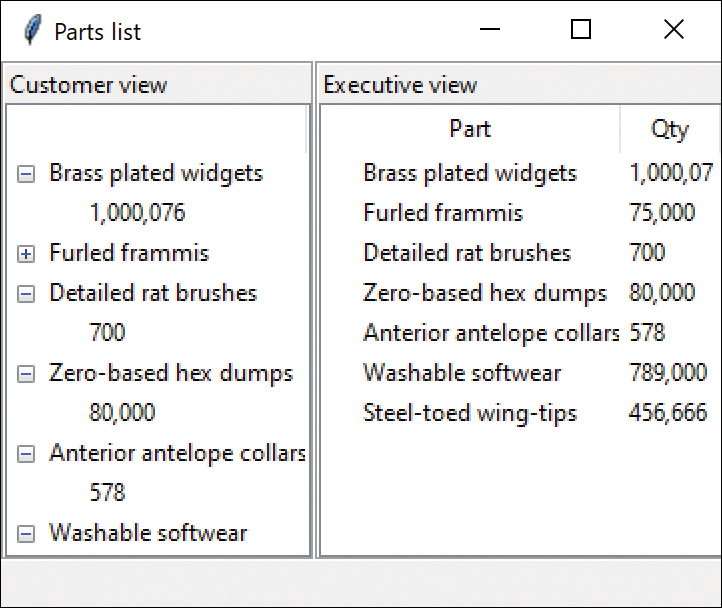 Parts list
Customer view
Brass plated widgets
1,000,076
Furled frammis
Detailed rat brushes
700
Zero-based hex dumps
80,000
Anterior antelope collars
578
Washable softwear
Executive view
Part Qty
Brass plated widgets 1,000,07
Furled frammis 75,000
Detailed rat brushes 700
Zero-based hex dumps 80,000
Anterior antelope collars 578
Washable softwear 789,000
Steel-toed wing-tips 456,666